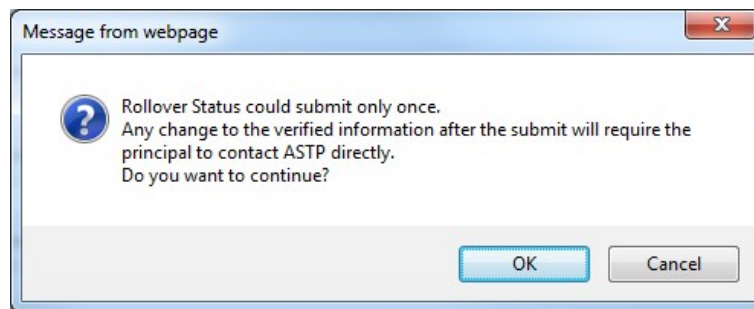 Message from webpage
Rollover Status could submit only once.
Any change to the verified information after the submit will require the
principal to contact ASTP directly.
Do you want to continue?
OK
Cancel